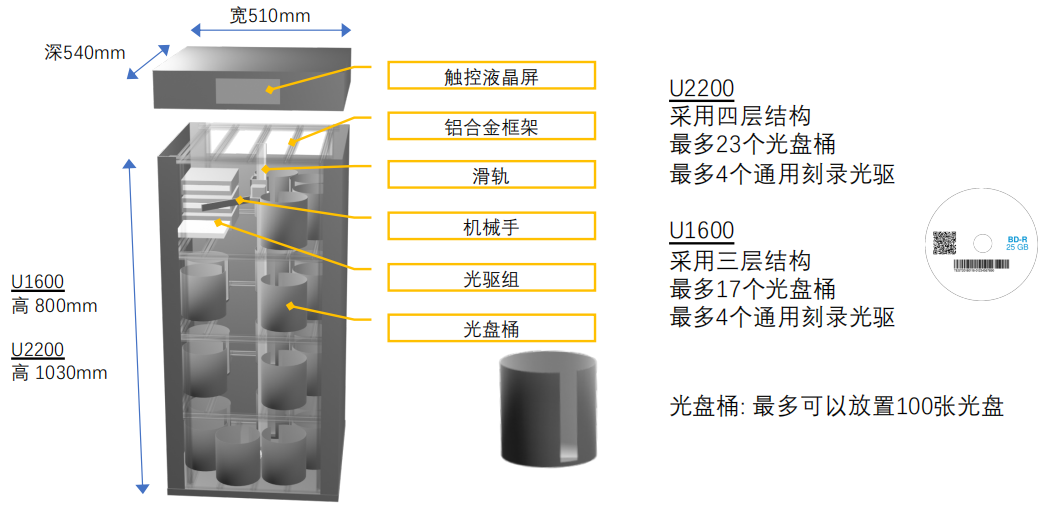 宽510mm
深540mm
触控液晶屏
铝合金框架
滑轨
机械手
光驱组
光盘桶
U1600
高 800mm
U2200
高 1030mm
U2200
采用四层结构
最多23个光盘桶
最多4个通用刻录光驱
U1600
采用三层结构
最多17个光盘桶
最多4个通用刻录光驱
BD-R
25 GB
光盘桶: 最多可以放置100张光盘